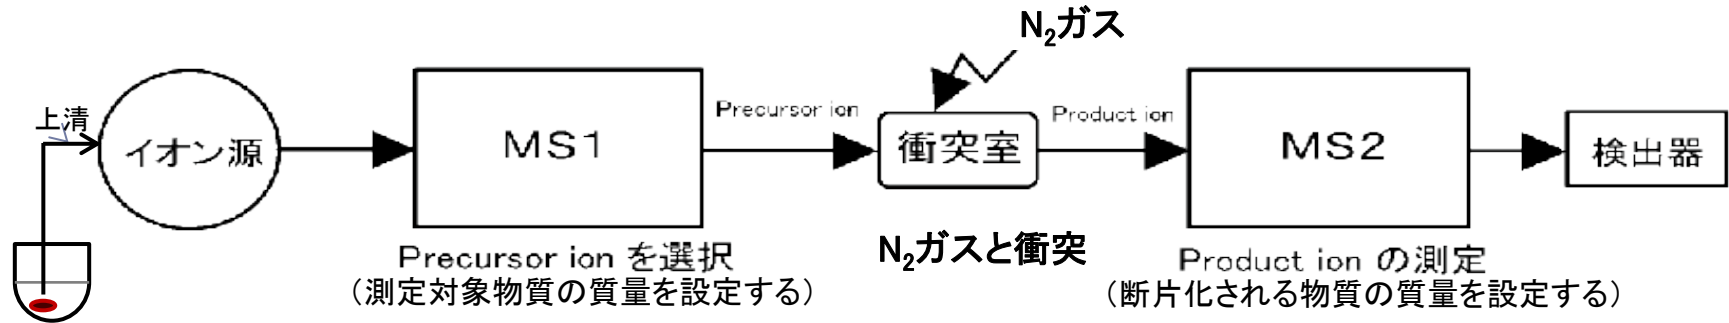 N₂ガス
上清
イオン源
MS1
Precursor ion
衝突室
Product ion
MS2
検出器
Precursor ion を選択
（測定対象物質の質量を設定する）
N₂ガスと衝突
Product ion の測定
（断片化される物質の質量を設定する）